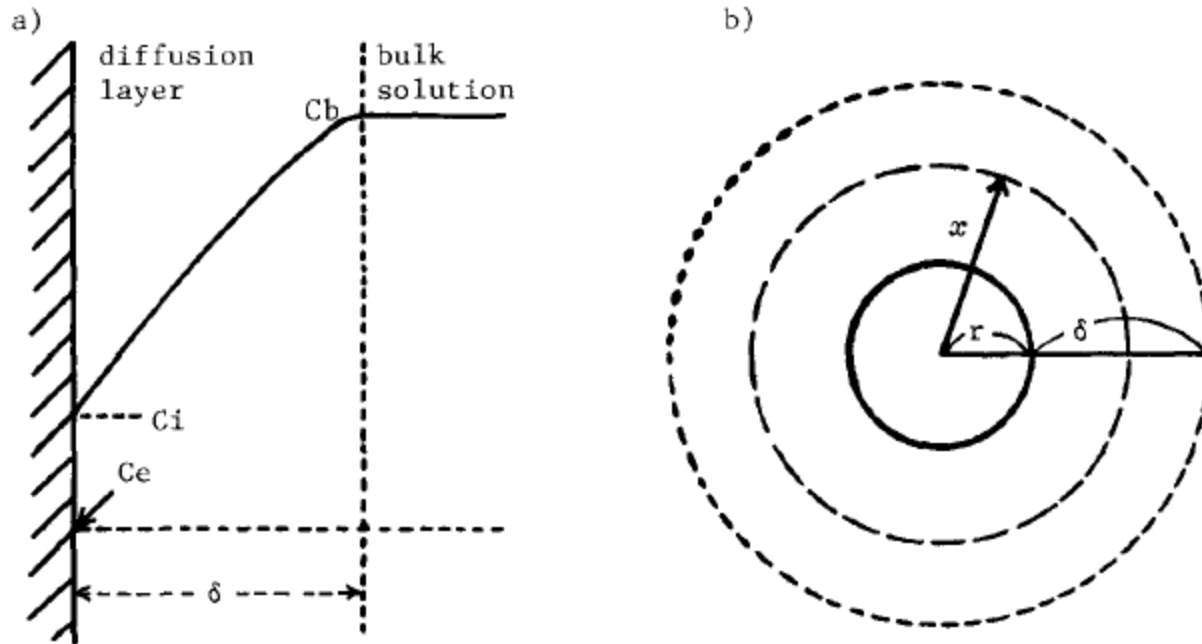 a)
diffusion
layer
bulk
solution
Cb
Ci
Ce
δ
b)
x
r
δ